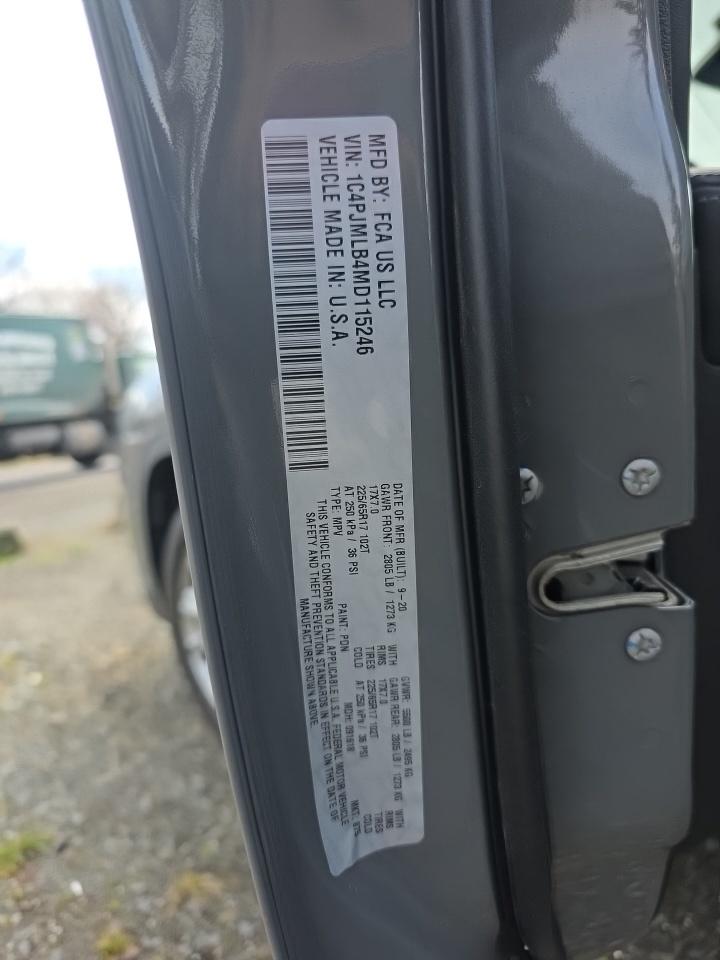 MFD BY: FCA US LLC
VIN: 1C4PJMLB4MD115246
VEHICLE MADE IN: U.S.A.
DATE OF MFR (BUILT): 9-20 GVWR: 5500 LB / 2495 KG
GAWR FRONT: 2805 LB / 1273 KG WITH GAWR REAR: 2805 LB / 1273 KG WITH
17X7.0 RIMS 17X7.0 RIMS
225/65R17 102T TIRES 225/65R17 102T TIRES
AT 250 kPa / 36 PSI COLD AT 250 kPa / 36 PSI COLD
TYPE: MPV PAINT: PDN MDH: MKT:
THIS VEHICLE CONFORMS TO ALL APPLICABLE U.S.A. FEDERAL MOTOR VEHICLE
SAFETY AND THEFT PREVENTION STANDARDS IN EFFECT ON THE DATE OF
MANUFACTURE SHOWN ABOVE.